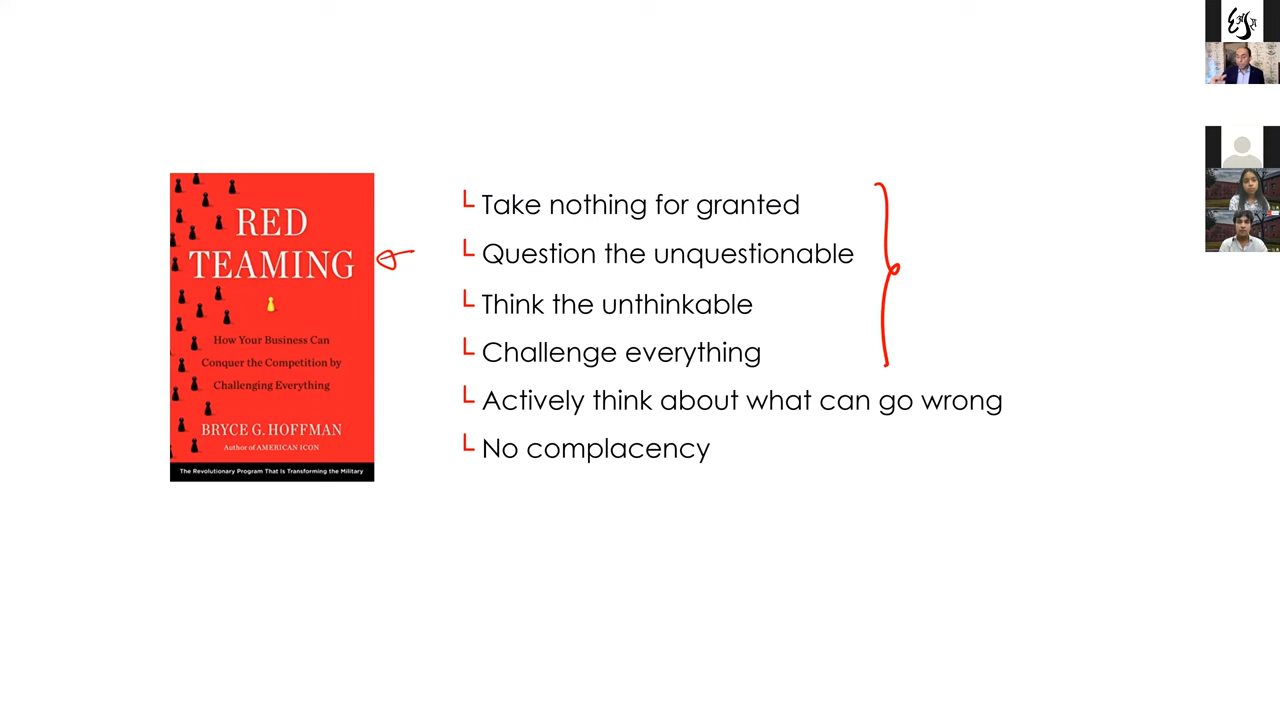 RED
TEAMING
How Your Business Can
Conquer the Competition by
Challenging Everything
BRYCE G. HOFFMAN
Author of AMERICAN ICON
The Revolutionary Program That Is Transforming the Military
Take nothing for granted
Question the unquestionable
Think the unthinkable
Challenge everything
Actively think about what can go wrong
No complacency